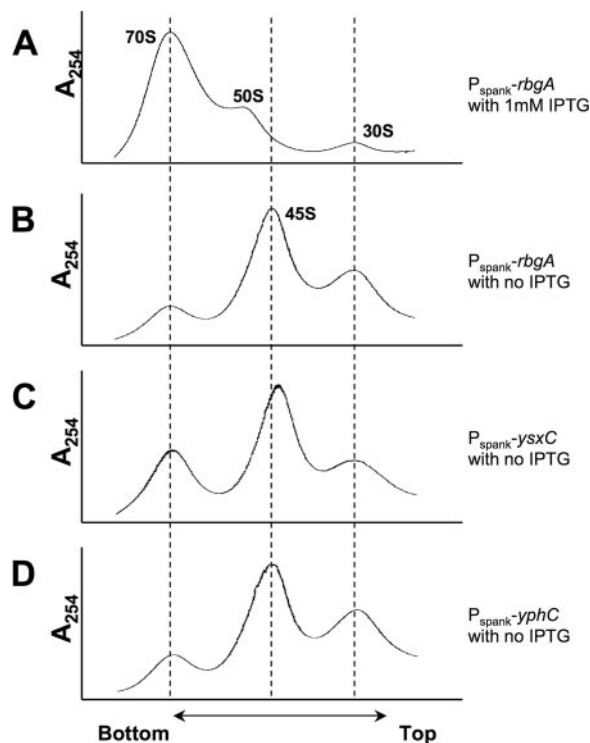 A
A254
70S
50S
30S
Pspank-rbgA
with 1mM IPTG
B
A254
45S
Pspank-rbgA
with no IPTG
C
A254
Pspank-ysxC
with no IPTG
D
A254
Pspank-yphC
with no IPTG
Bottom
Top